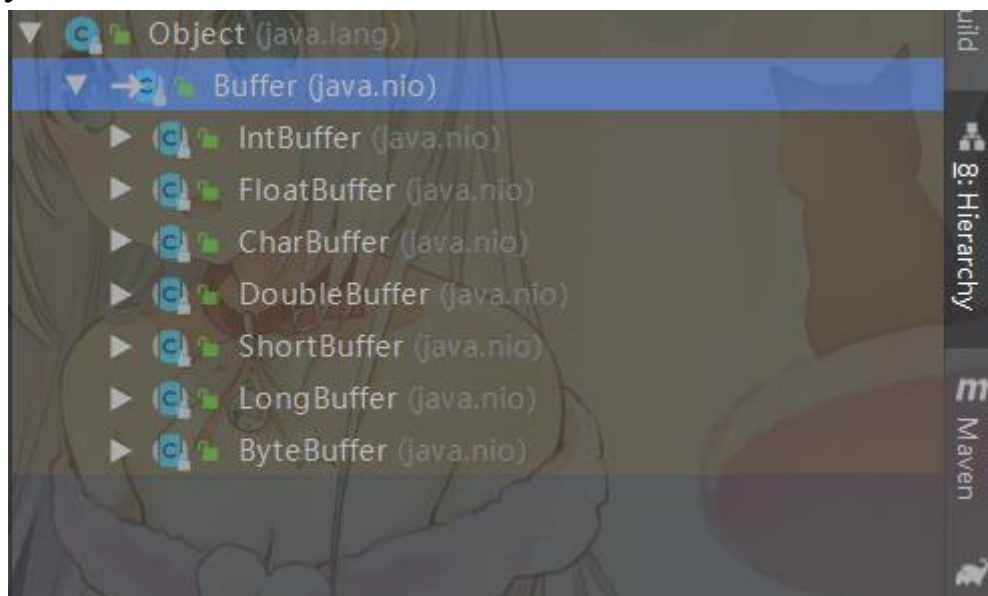 Object (java.lang)
Buffer (java.nio)
IntBuffer (java.nio)
FloatBuffer (java.nio)
CharBuffer (java.nio)
DoubleBuffer (java.nio)
ShortBuffer (java.nio)
LongBuffer (java.nio)
ByteBuffer (java.nio)
uild
8: Hierarchy
m Maven